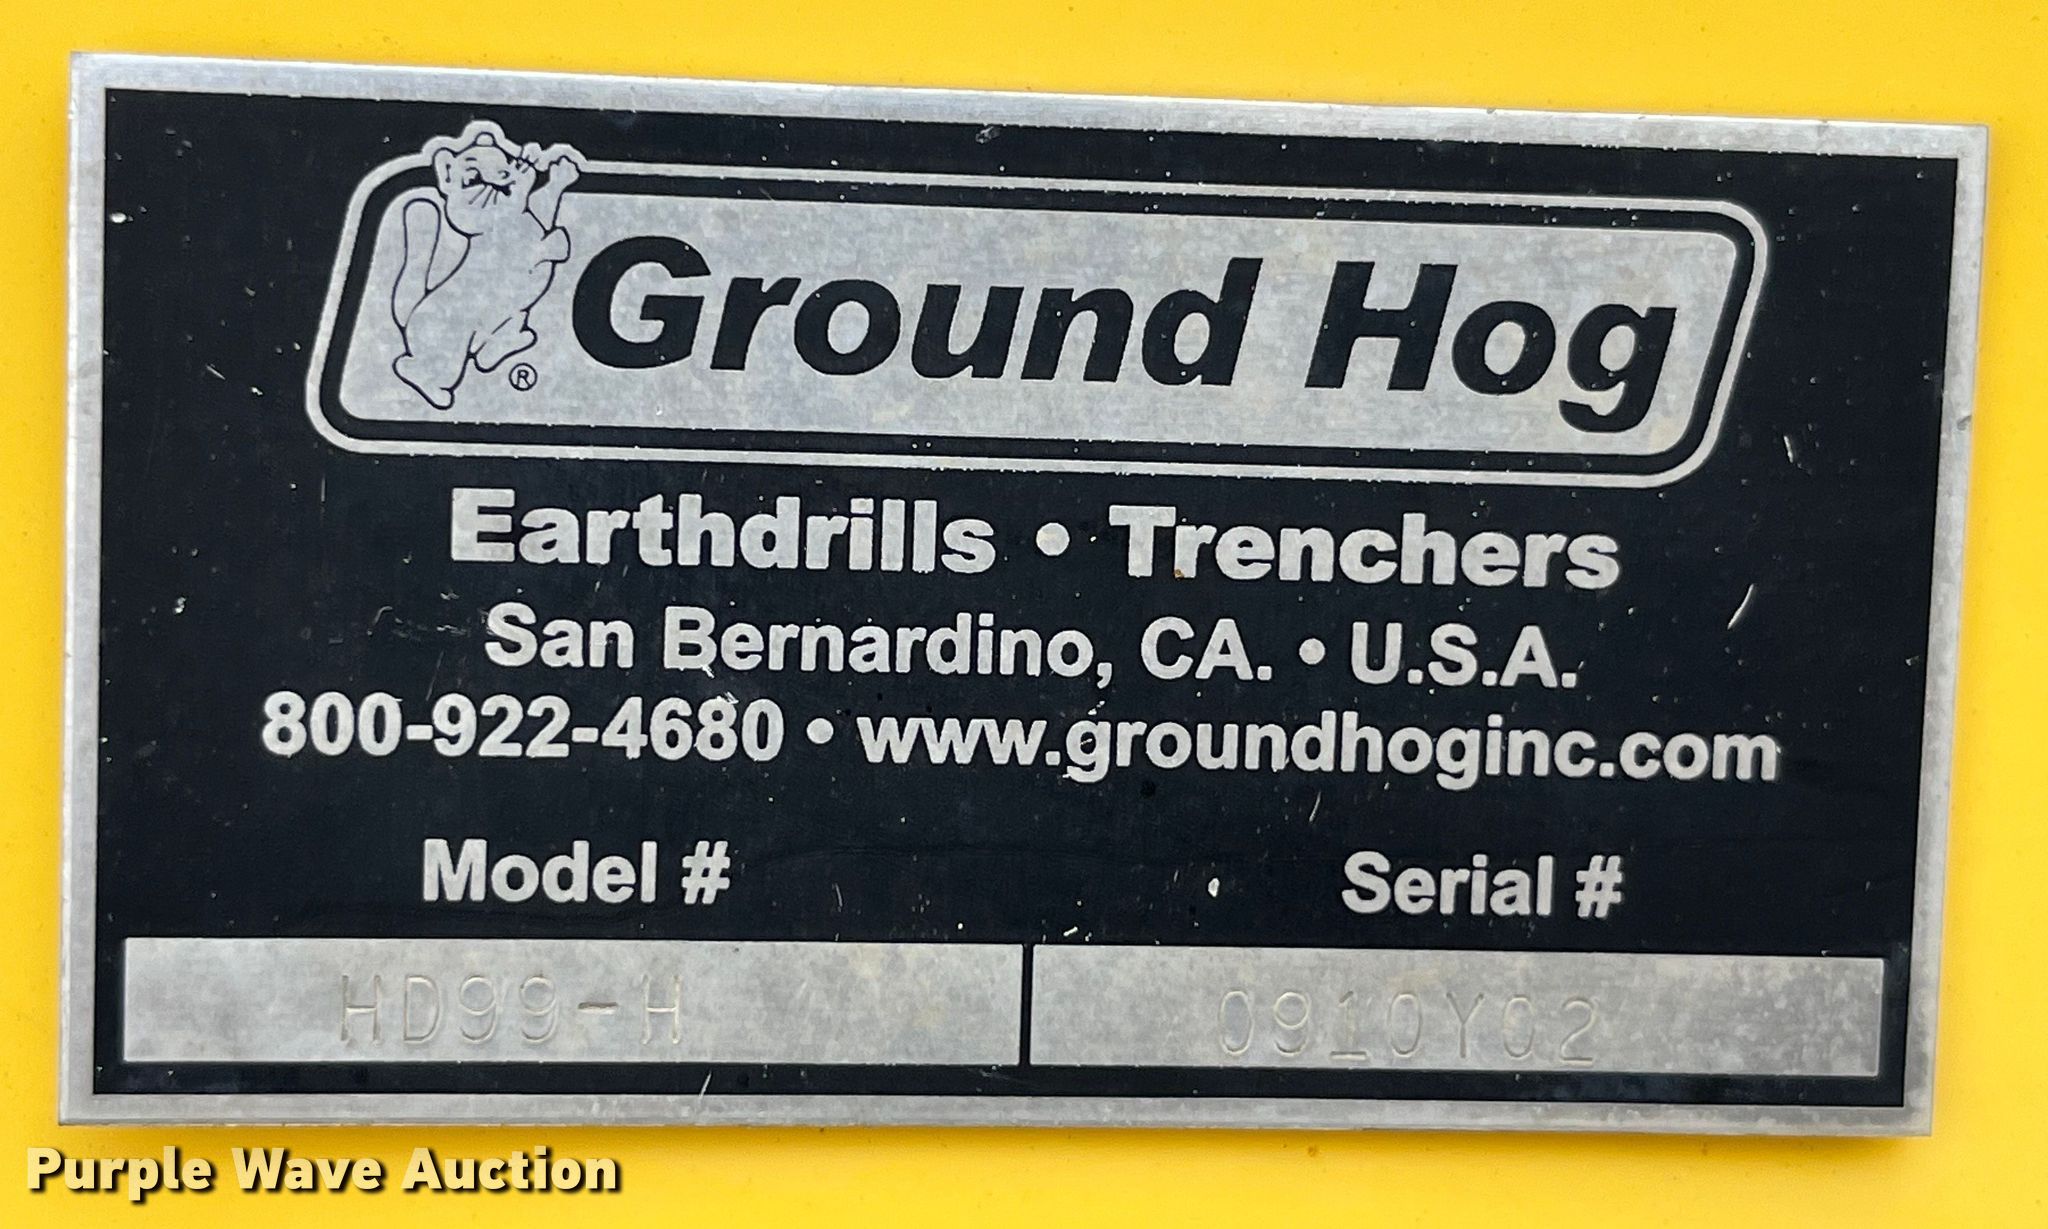 Ground Hog
®
Earthdrills • Trenchers
San Bernardino, CA. • U.S.A.
800-922-4680 • www.groundhoginc.com
Model # Serial #
HD99-H 0910Y02
Purple Wave Auction